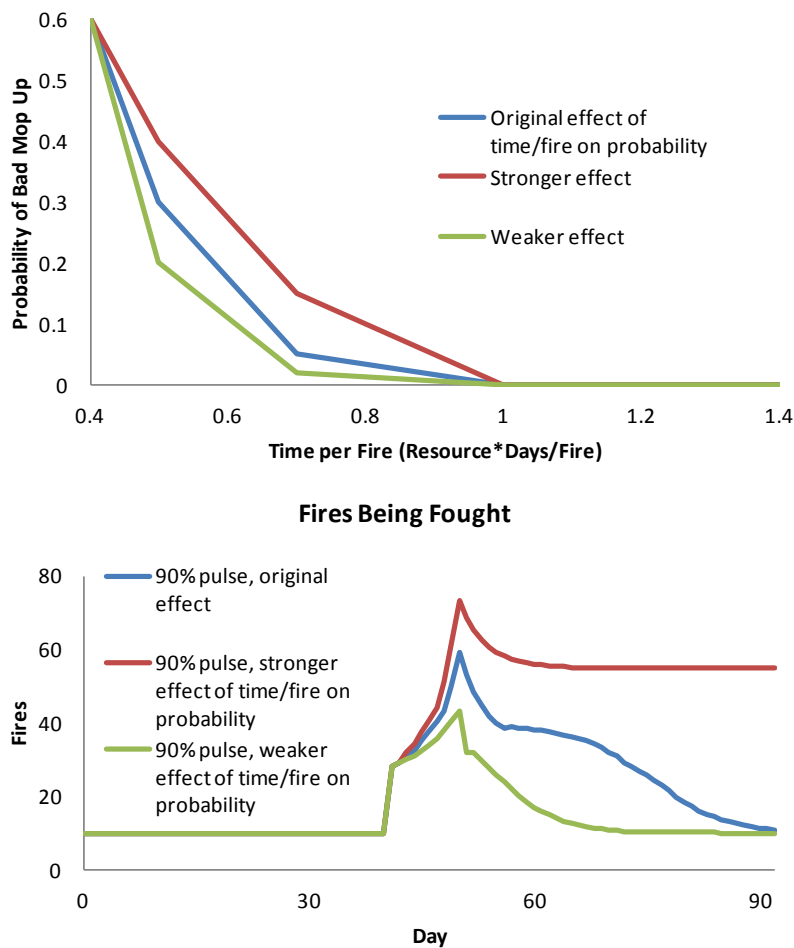 0.6
0.5
0.4
0.3
0.2
0.1
0
Probability of Bad Mop Up
Original effect of
time/fire on probability
Stronger effect
Weaker effect
0.4 0.6 0.8 1 1.2 1.4
Time per Fire (Resource*Days/Fire)
Fires Being Fought
80
60
40
20
0
Fires
90% pulse, original
effect
90% pulse, stronger
effect of time/fire on
probability
90% pulse, weaker
effect of time/fire on
probability
0 30 60 90
Day